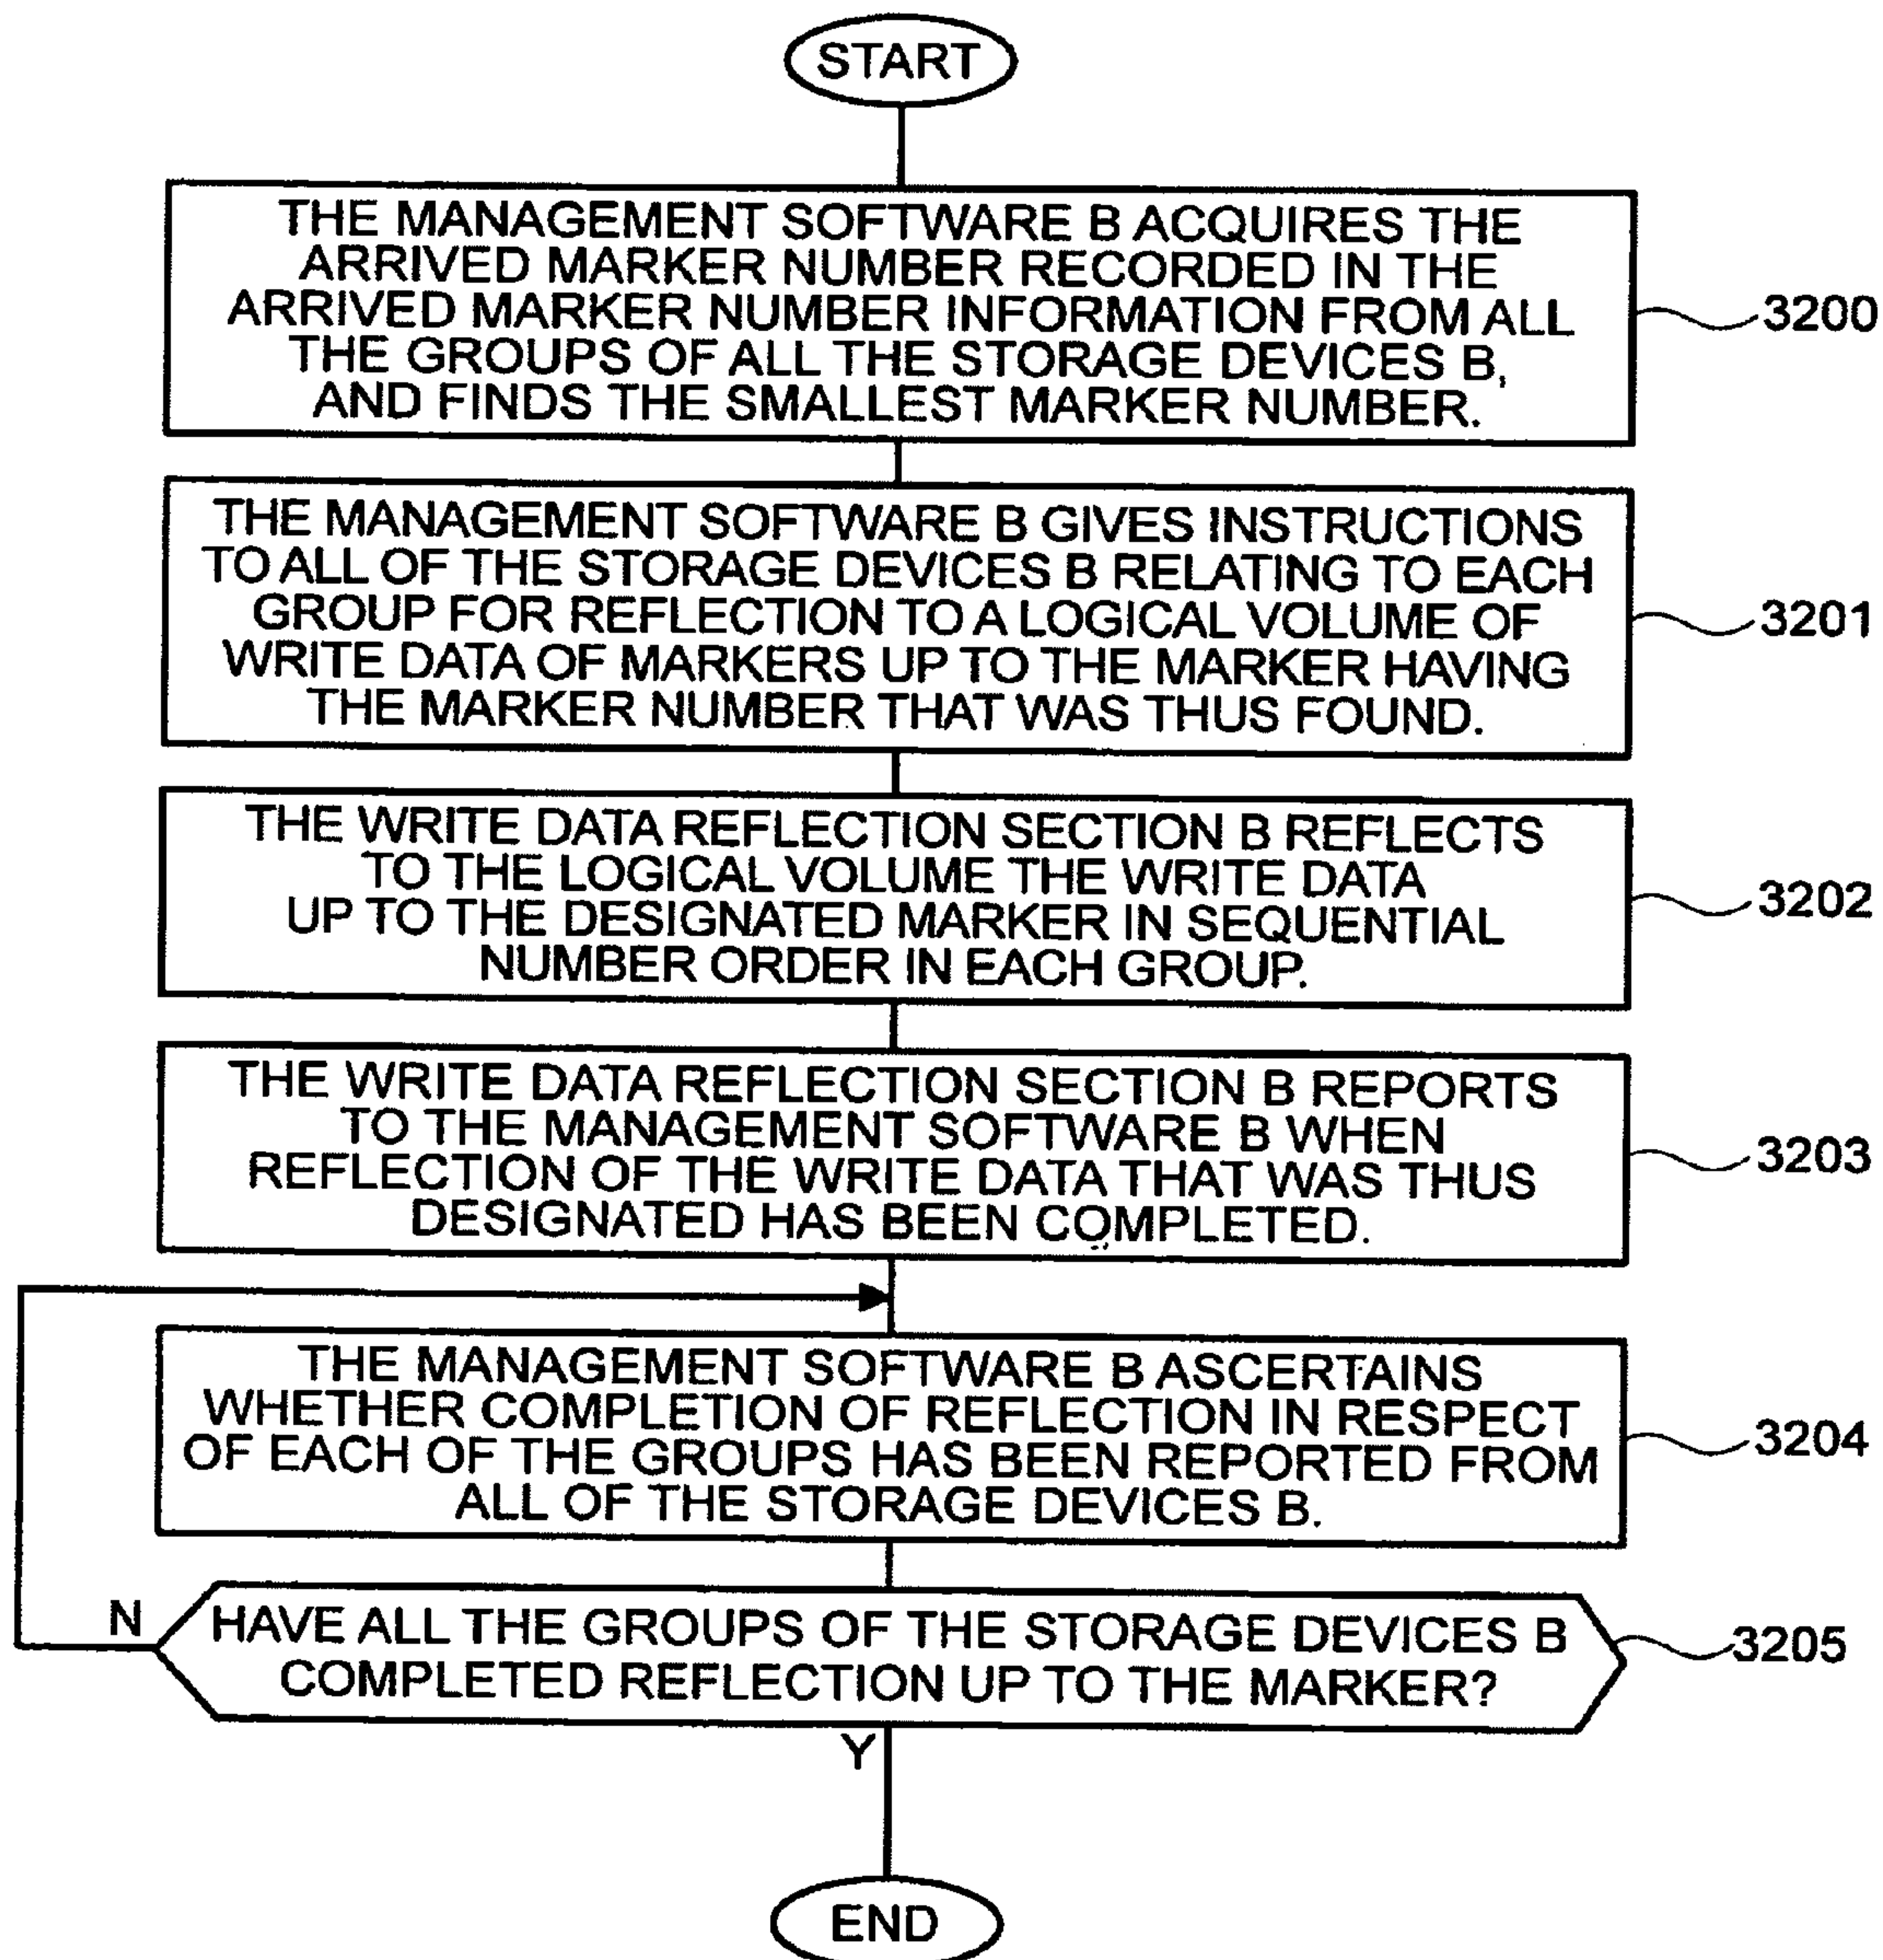 START
THE MANAGEMENT SOFTWARE B ACQUIRES THE
ARRIVED MARKER NUMBER RECORDED IN THE
ARRIVED MARKER NUMBER INFORMATION FROM ALL
THE GROUPS OF ALL THE STORAGE DEVICES B,
AND FINDS THE SMALLEST MARKER NUMBER.
3200
THE MANAGEMENT SOFTWARE B GIVES INSTRUCTIONS
TO ALL OF THE STORAGE DEVICES B RELATING TO EACH
GROUP FOR REFLECTION TO A LOGICAL VOLUME OF
WRITE DATA OF MARKERS UP TO THE MARKER HAVING
THE MARKER NUMBER THAT WAS THUS FOUND.
3201
THE WRITE DATA REFLECTION SECTION B REFLECTS
TO THE LOGICAL VOLUME THE WRITE DATA
UP TO THE DESIGNATED MARKER IN SEQUENTIAL
NUMBER ORDER IN EACH GROUP.
3202
THE WRITE DATA REFLECTION SECTION B REPORTS
TO THE MANAGEMENT SOFTWARE B WHEN
REFLECTION OF THE WRITE DATA THAT WAS THUS
DESIGNATED HAS BEEN COMPLETED.
3203
THE MANAGEMENT SOFTWARE B ASCERTAINS
WHETHER COMPLETION OF REFLECTION IN RESPECT
OF EACH OF THE GROUPS HAS BEEN REPORTED FROM
ALL OF THE STORAGE DEVICES B.
3204
N
HAVE ALL THE GROUPS OF THE STORAGE DEVICES B
COMPLETED REFLECTION UP TO THE MARKER?
3205
Y
END